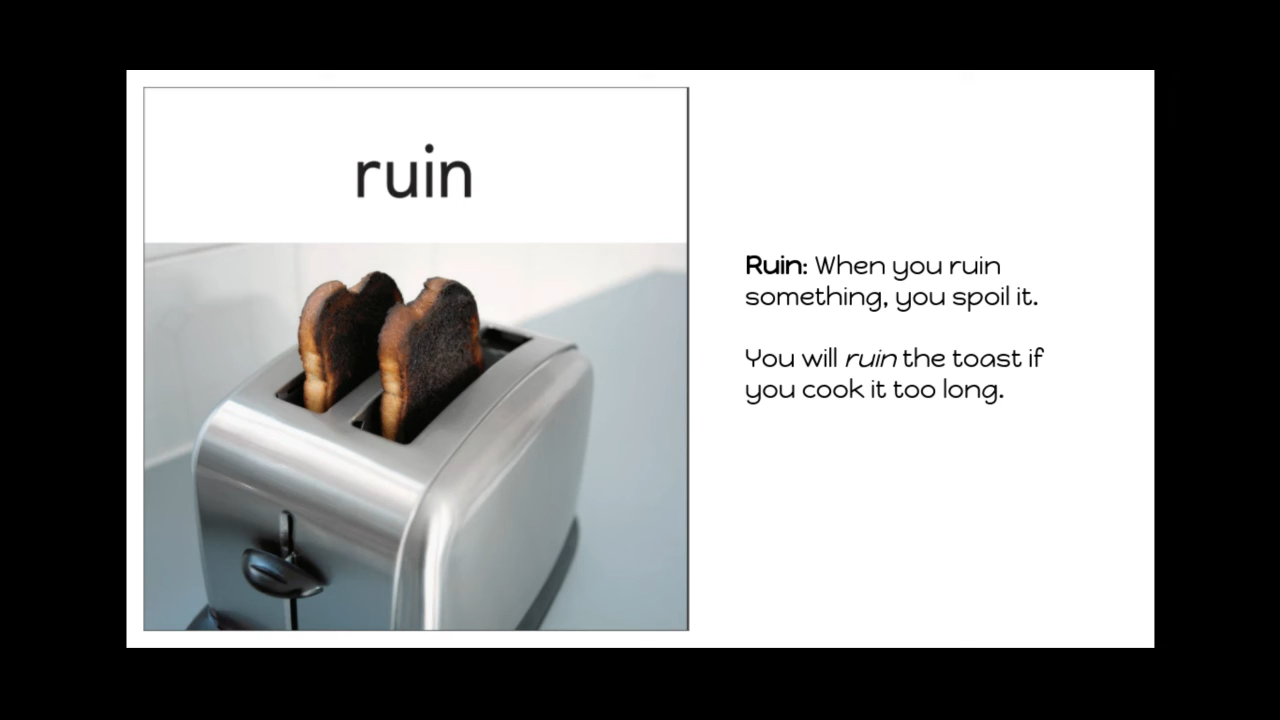 ruin
Ruin: When you ruin
something, you spoil it.
You will ruin the toast if
you cook it too long.